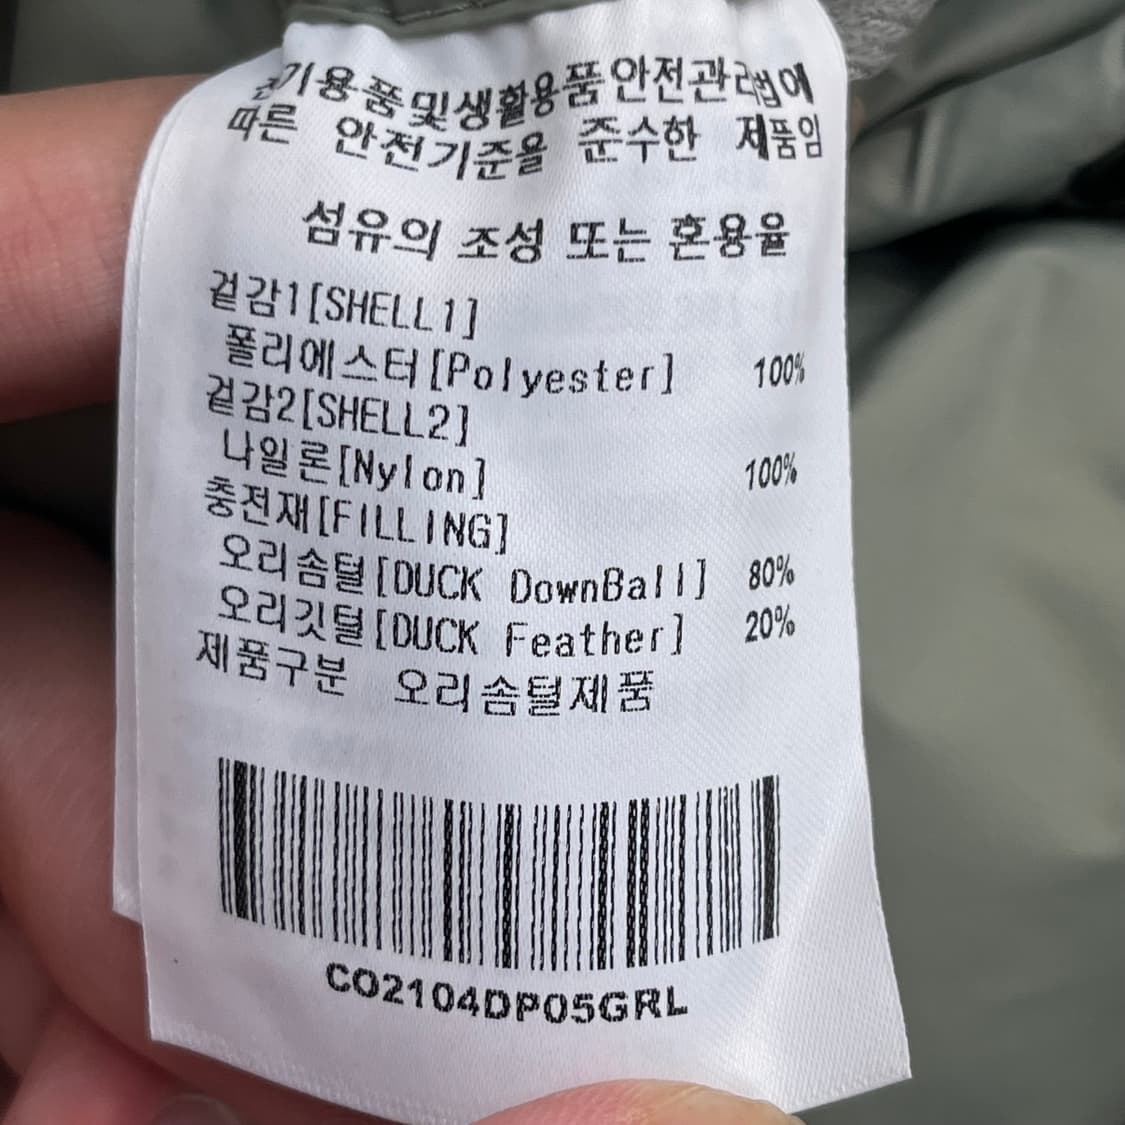 전기용품및생활용품안전관리법에
따른 안전기준을 준수한 제품임
섬유의 조성 또는 혼용율
겉감1[SHELL1]
폴리에스터[Polyester] 100%
겉감2[SHELL2]
나일론[Nylon] 100%
충전재[FILLING]
오리솜털[DUCK DownBall] 80%
오리깃털[DUCK Feather] 20%
제품구분 오리솜털제품
CO2104DP05GRL